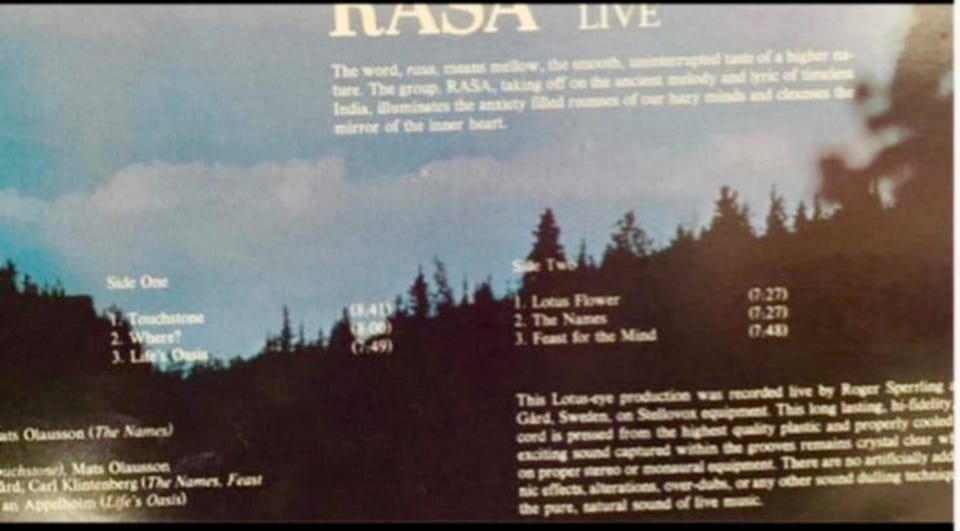 RASA LIVE
The word, rasa, means mellow, the smooth, uninterrupted taste of a higher na-
ture. The group, RASA, taking off on the ancient melody and lyric of timeless
India, illuminates the anxiety filled recesses of our hazy minds and cleanses the
mirror of the inner heart.
Side One
1. Touchstone (8:41)
2. Where? (8:00)
3. Life's Oasis (7:49)
Side Two
1. Lotus Flower (7:27)
2. The Names (7:27)
3. Feast for the Mind (7:48)
ats Olausson (The Names)
uchstone), Mats Olausson
ård, Carl Klintenberg (The Names, Feast
an Appelholm (Life's Oasis)
This Lotus-eye production was recorded live by Roger Sperrling
Gård, Sweden, on Stellovox equipment. This long lasting, hi-fidelity
cord is pressed from the highest quality plastic and properly cooled
exciting sound captured within the grooves remains crystal clear w
on proper stereo or monaural equipment. There are no artificially add
nic effects, alterations, over-dubs, or any other sound dulling techniq
the pure, natural sound of live music.